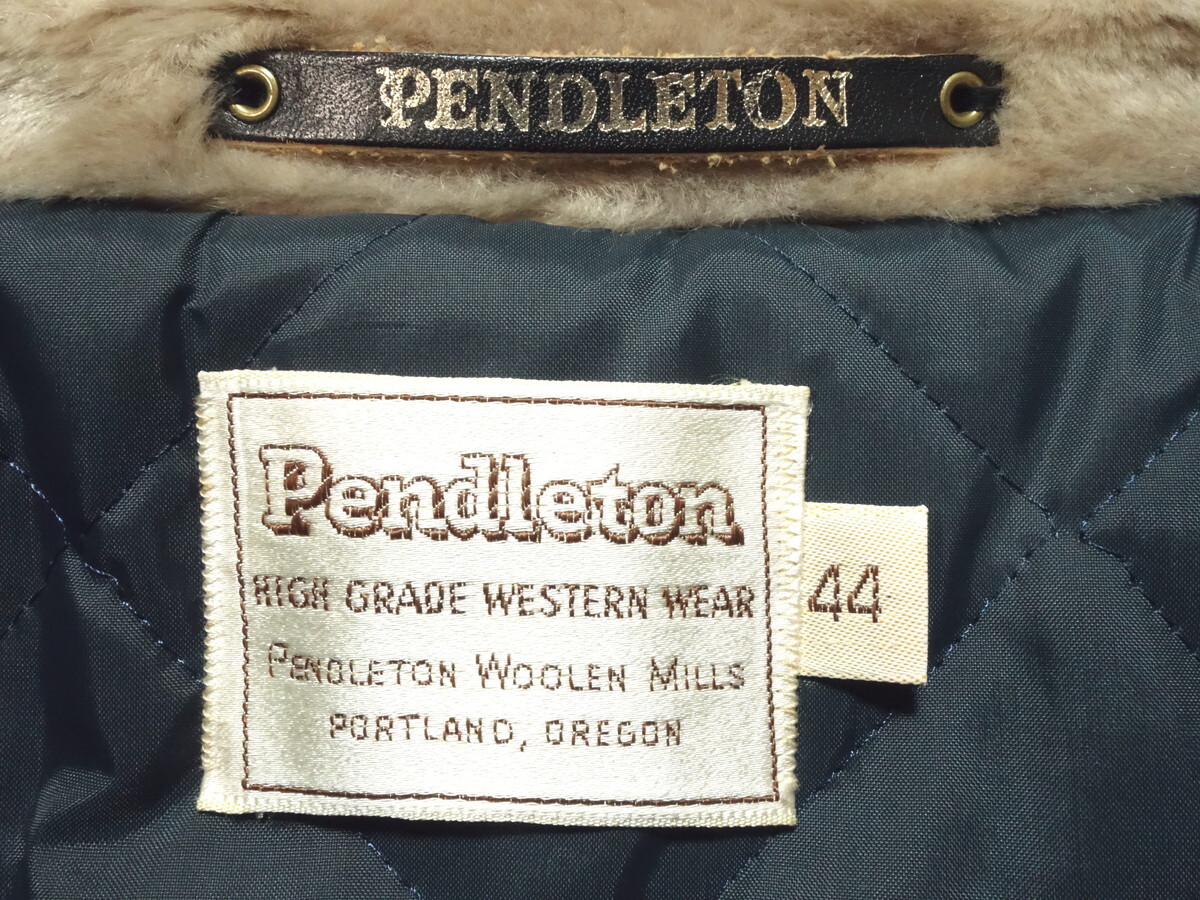 PENDLETON
Pendleton
HIGH GRADE WESTERN WEAR
PENDLETON WOOLEN MILLS
PORTLAND, OREGON
44